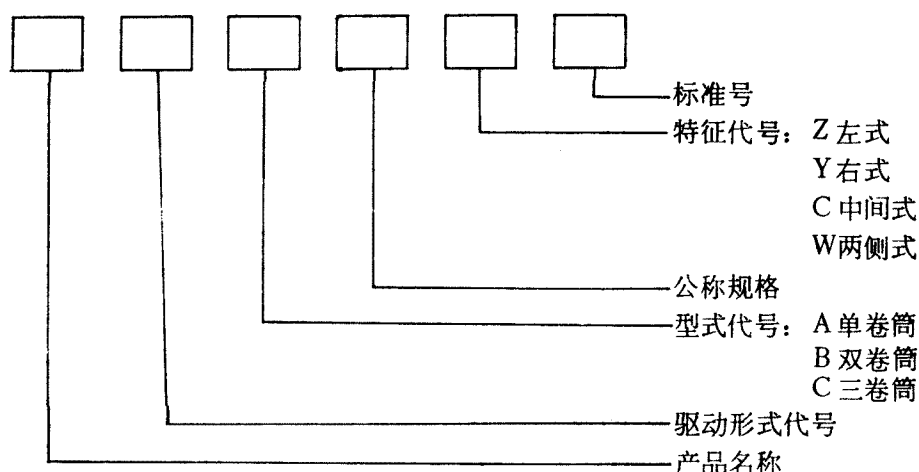 标准号
特征代号：Z 左式
Y 右式
C 中间式
W两侧式
公称规格
型式代号：A 单卷筒
B 双卷筒
C 三卷筒
驱动形式代号
产品名称